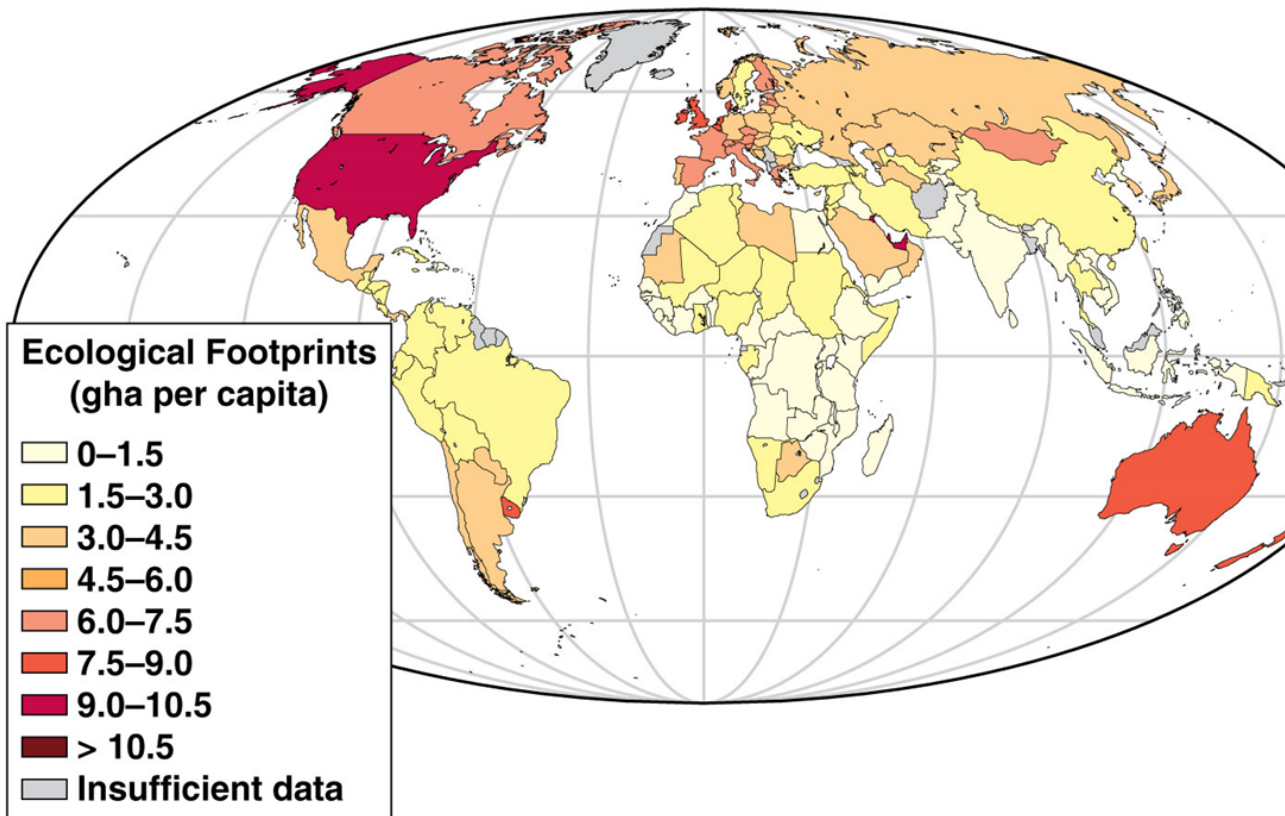 Ecological Footprints
(gha per capita)
0–1.5
1.5–3.0
3.0–4.5
4.5–6.0
6.0–7.5
7.5–9.0
9.0–10.5
> 10.5
Insufficient data